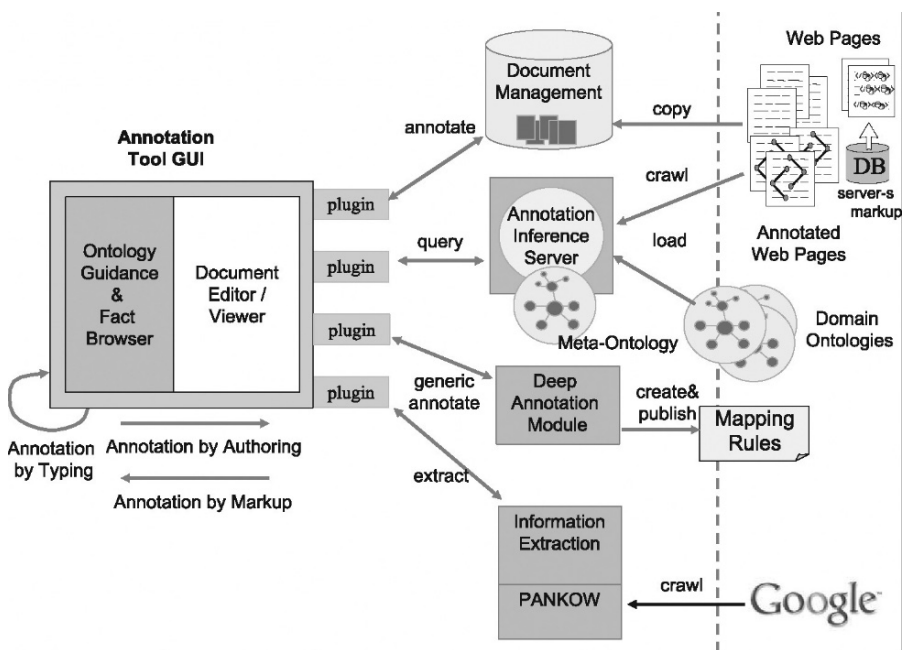 Web Pages
Document
Management
copy
annotate
Annotation
Tool GUI
crawl
DB
server-s
markup
plugin
Annotation
Inference
Server
query
load
Annotated
Web Pages
Ontology
Guidance
&
Fact
Browser
Document
Editor /
Viewer
plugin
plugin
plugin
Meta-Ontology
Domain
Ontologies
generic
annotate
Deep
Annotation
Module
create&
publish
Mapping
Rules
Annotation
by Typing
Annotation by Authoring
Annotation by Markup
extract
Information
Extraction
PANKOW
crawl
Google™